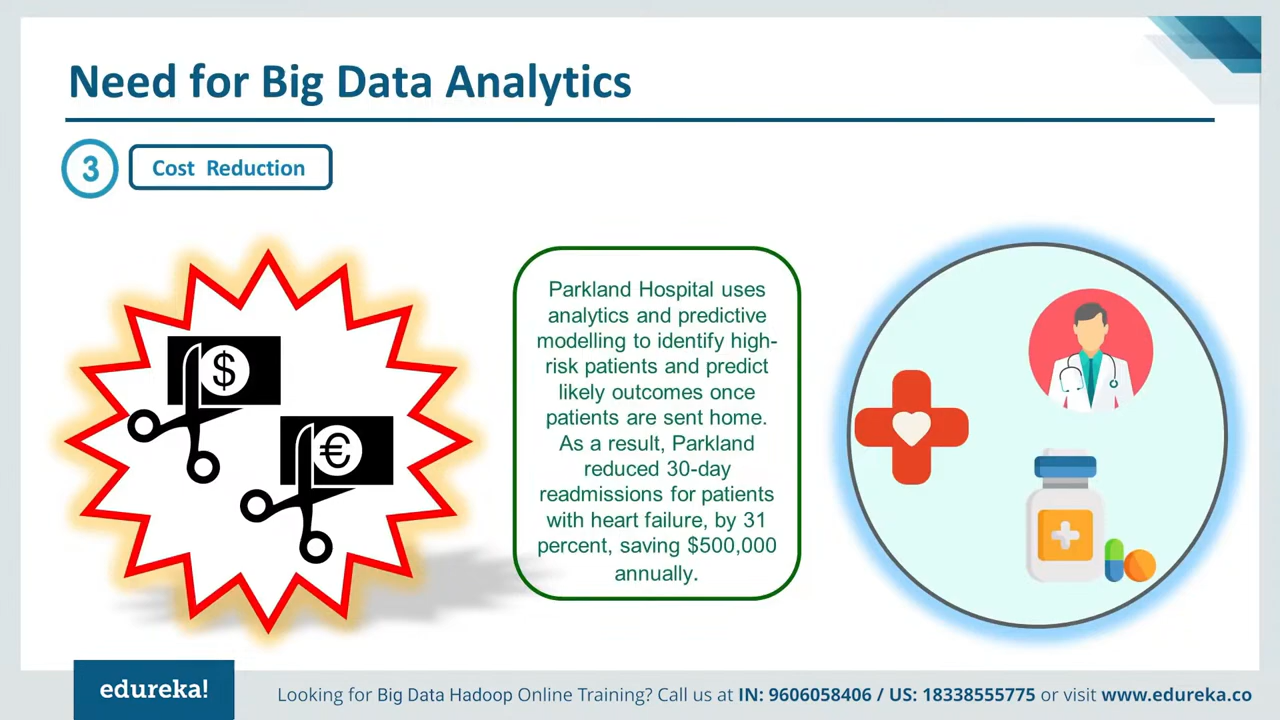 Need for Big Data Analytics
3
Cost Reduction
$
€
Parkland Hospital uses
analytics and predictive
modelling to identify high-
risk patients and predict
likely outcomes once
patients are sent home.
As a result, Parkland
reduced 30-day
readmissions for patients
with heart failure, by 31
percent, saving $500,000
annually.
edureka!
Looking for Big Data Hadoop Online Training? Call us at IN: 9606058406 / US: 18338555775 or visit www.edureka.co